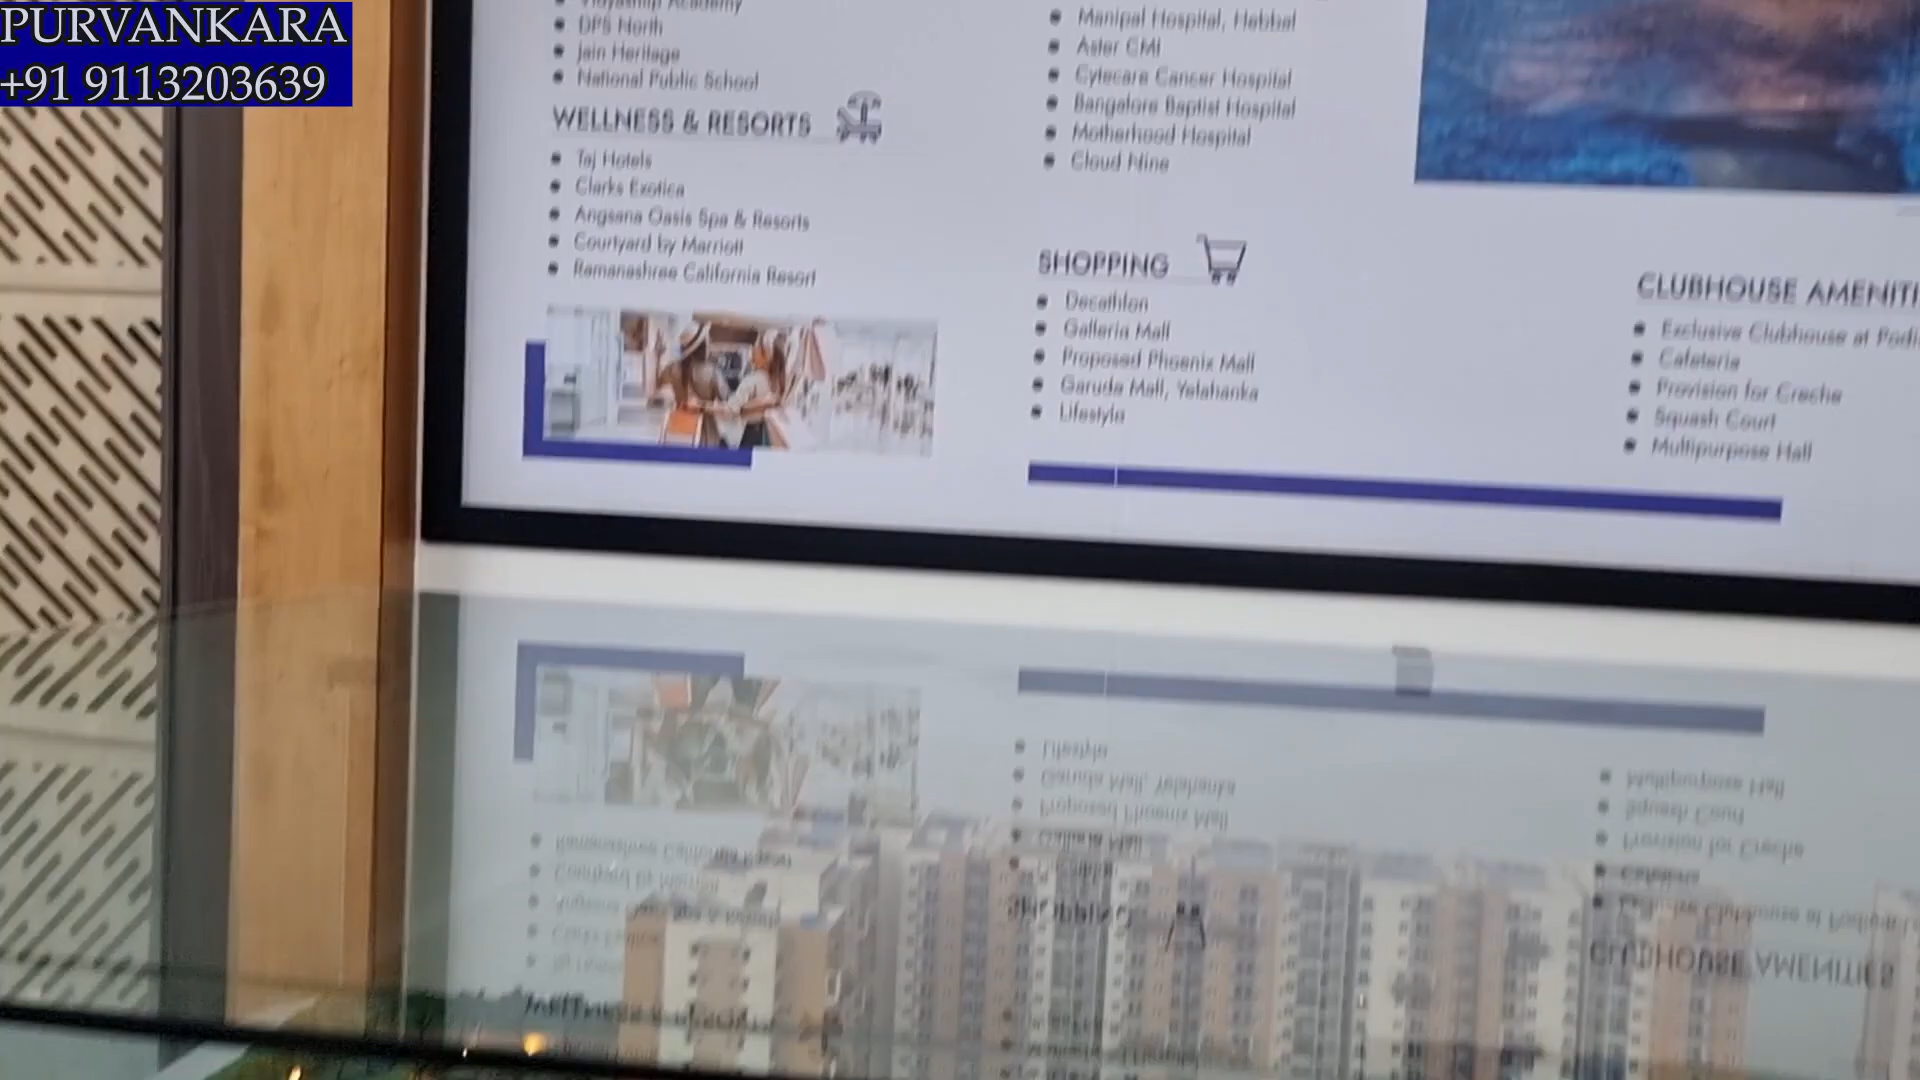 PURVANKARA
+91 9113203639
Vidyashilp Academy
DPS North
Jain Heritage
National Public School
WELLNESS & RESORTS
Taj Hotels
Clarks Exotica
Angsana Oasis Spa & Resorts
Courtyard by Marriott
Ramanashree California Resort
Manipal Hospital, Hebbal
Aster CMI
Cytecare Cancer Hospital
Bangalore Baptist Hospital
Motherhood Hospital
Cloud Nine
SHOPPING
Decathlon
Galleria Mall
Proposed Phoenix Mall
Garuda Mall, Yelahanka
Lifestyle
CLUBHOUSE AMENITI
Exclusive Clubhouse at Podi
Cafeteria
Provision for Creche
Squash Court
Multipurpose Hall